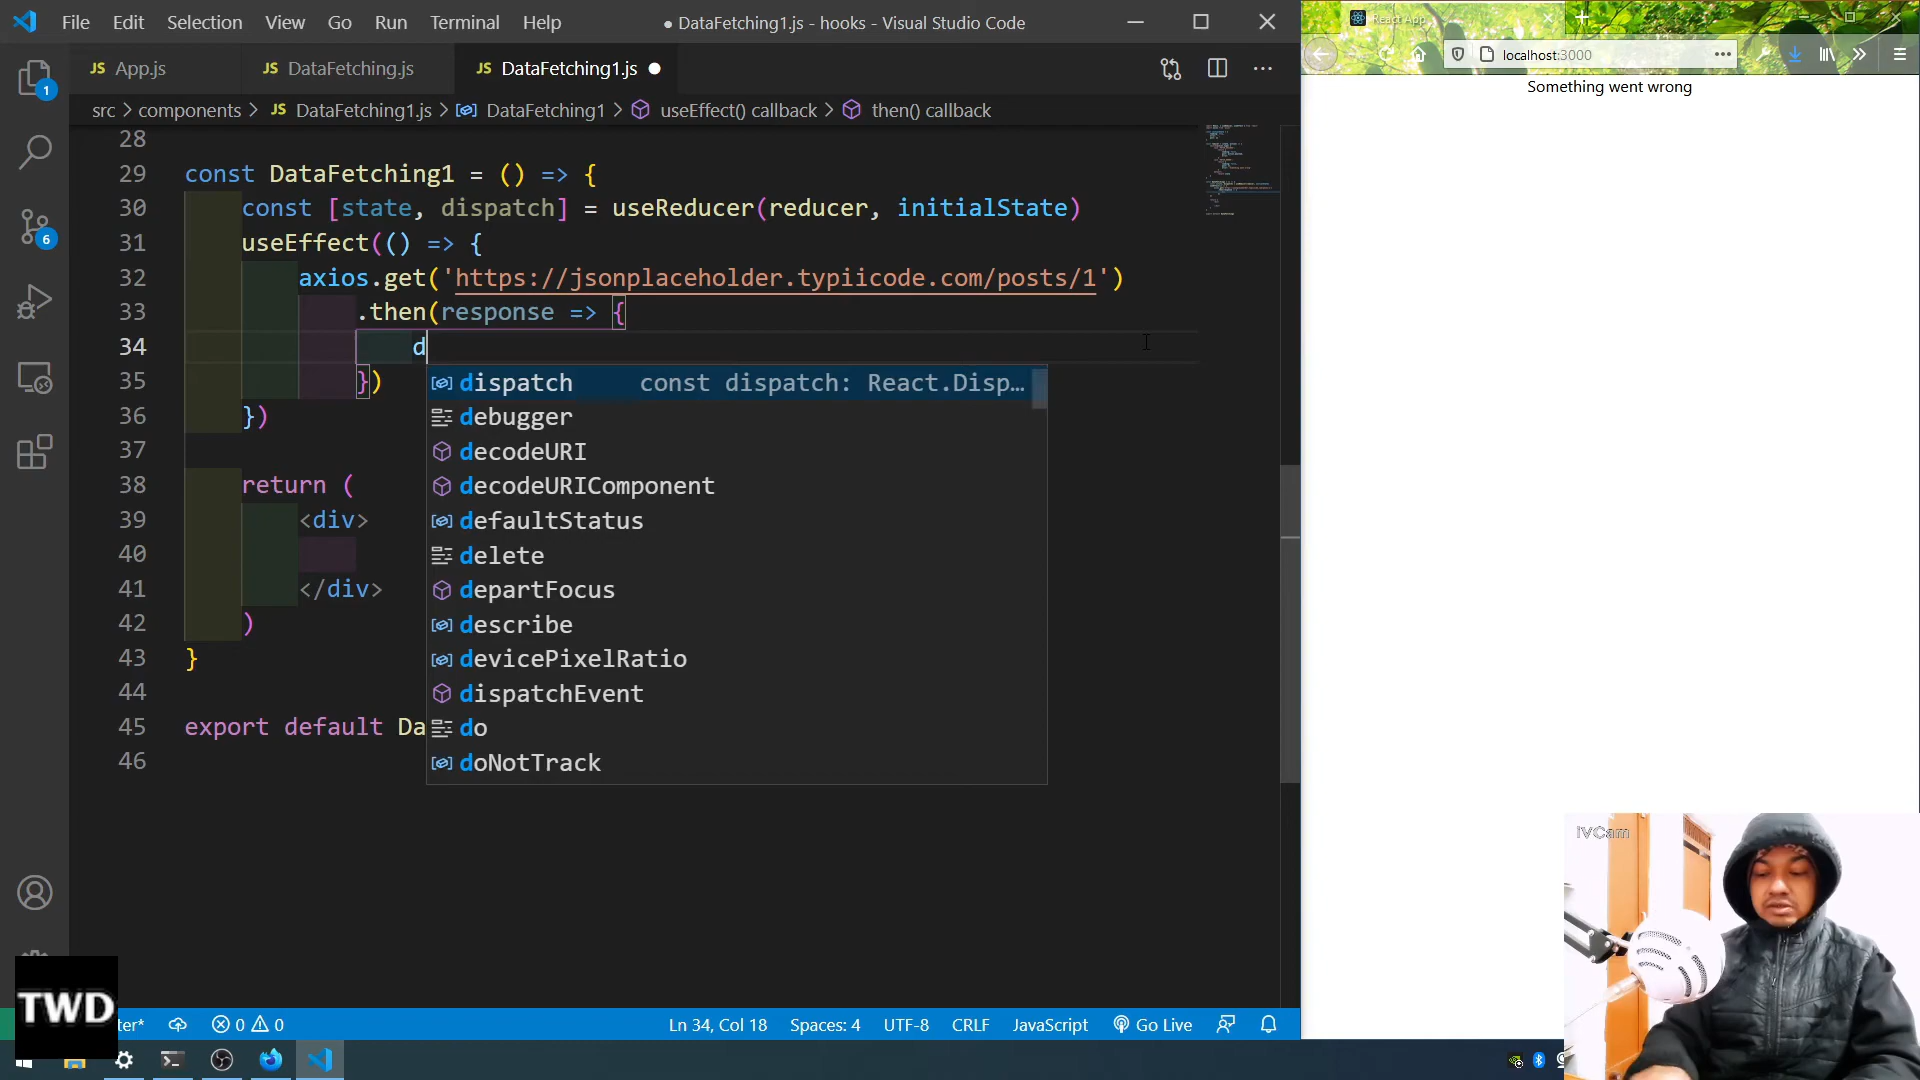 File Edit Selection View Go Run Terminal Help
● DataFetching1.js - hooks - Visual Studio Code
JS App.js
JS DataFetching.js
JS DataFetching1.js ●
src > components > JS DataFetching1.js > DataFetching1 > useEffect() callback > then() callback
28
29 const DataFetching1 = () => {
30 const [state, dispatch] = useReducer(reducer, initialState)
31 useEffect(() => {
32 axios.get('https://jsonplaceholder.typiicode.com/posts/1')
33 .then(response => {
34 d
35 })
36 })
37
38 return (
39 <div>
40
41 </div>
42 )
43 }
44
45 export default Da
46
dispatch const dispatch: React.Disp…
debugger
decodeURI
decodeURIComponent
defaultStatus
delete
departFocus
describe
devicePixelRatio
dispatchEvent
do
doNotTrack
1
6
TWD
ter*
0 0
Ln 34, Col 18
Spaces: 4
UTF-8
CRLF
JavaScript
Go Live
React App
localhost:3000
Something went wrong
iVCam